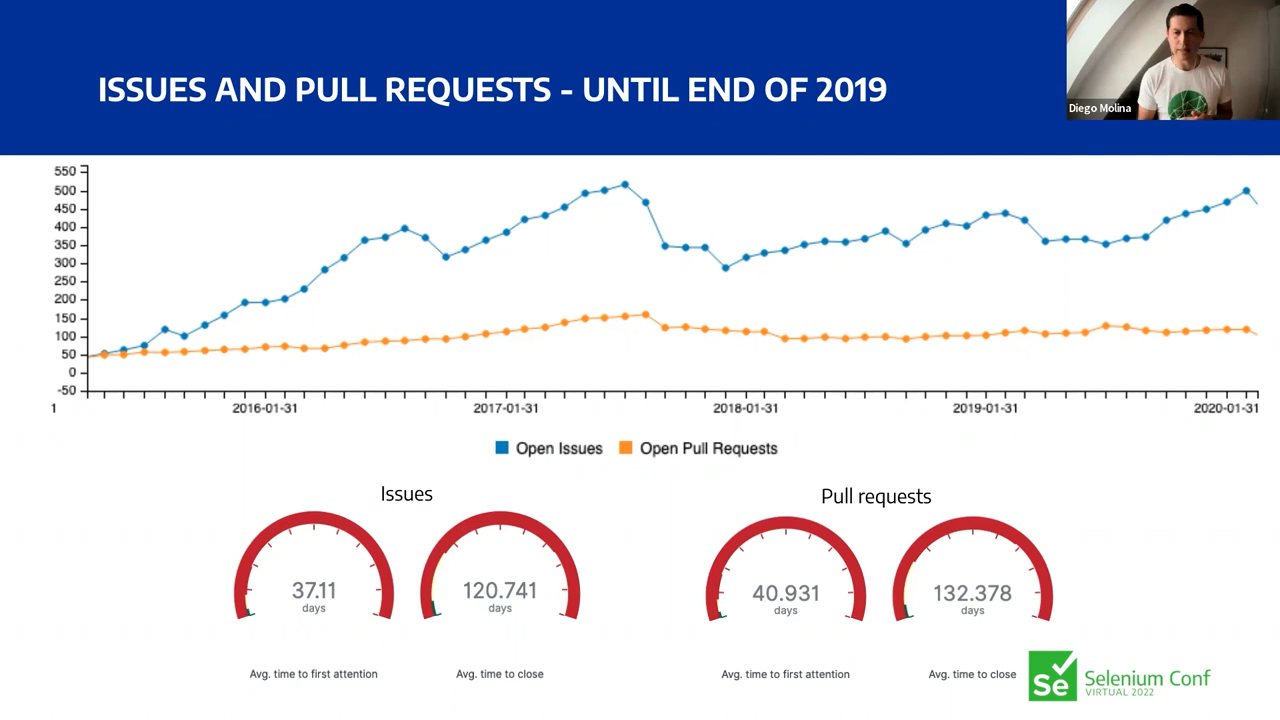 ISSUES AND PULL REQUESTS - UNTIL END OF 2019
Diego Molina
550
500
450
400
350
300
250
200
150
100
50
0
-50
1
2016-01-31
2017-01-31
2018-01-31
2019-01-31
2020-01-31
Open Issues
Open Pull Requests
Issues
Pull requests
37.11
days
120.741
days
40.931
days
132.378
days
Avg. time to first attention
Avg. time to close
Avg. time to first attention
Avg. time to close
Se
Selenium Conf
VIRTUAL 2022